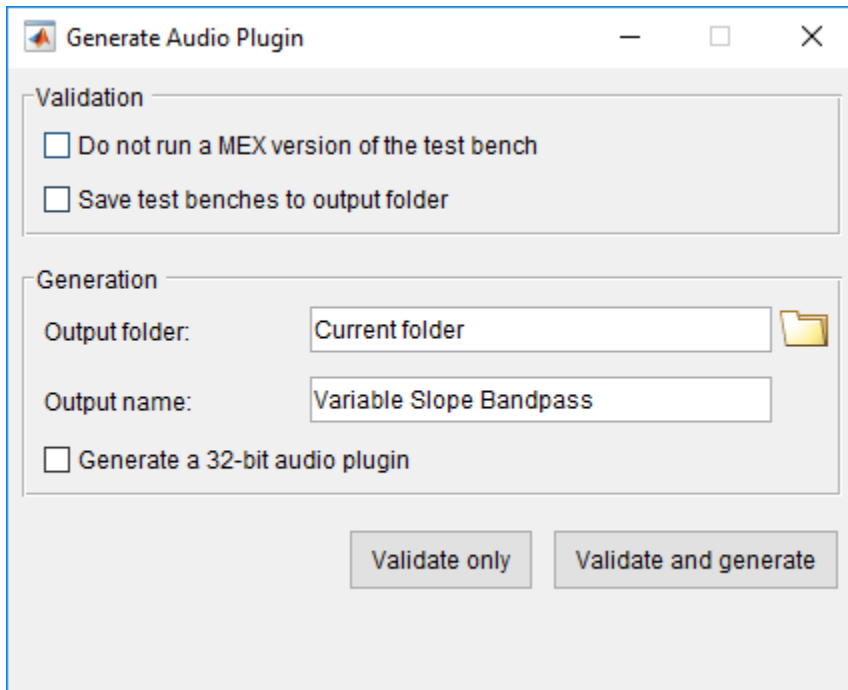 Generate Audio Plugin
Validation
Do not run a MEX version of the test bench
Save test benches to output folder
Generation
Output folder: Current folder
Output name: Variable Slope Bandpass
Generate a 32-bit audio plugin
Validate only Validate and generate